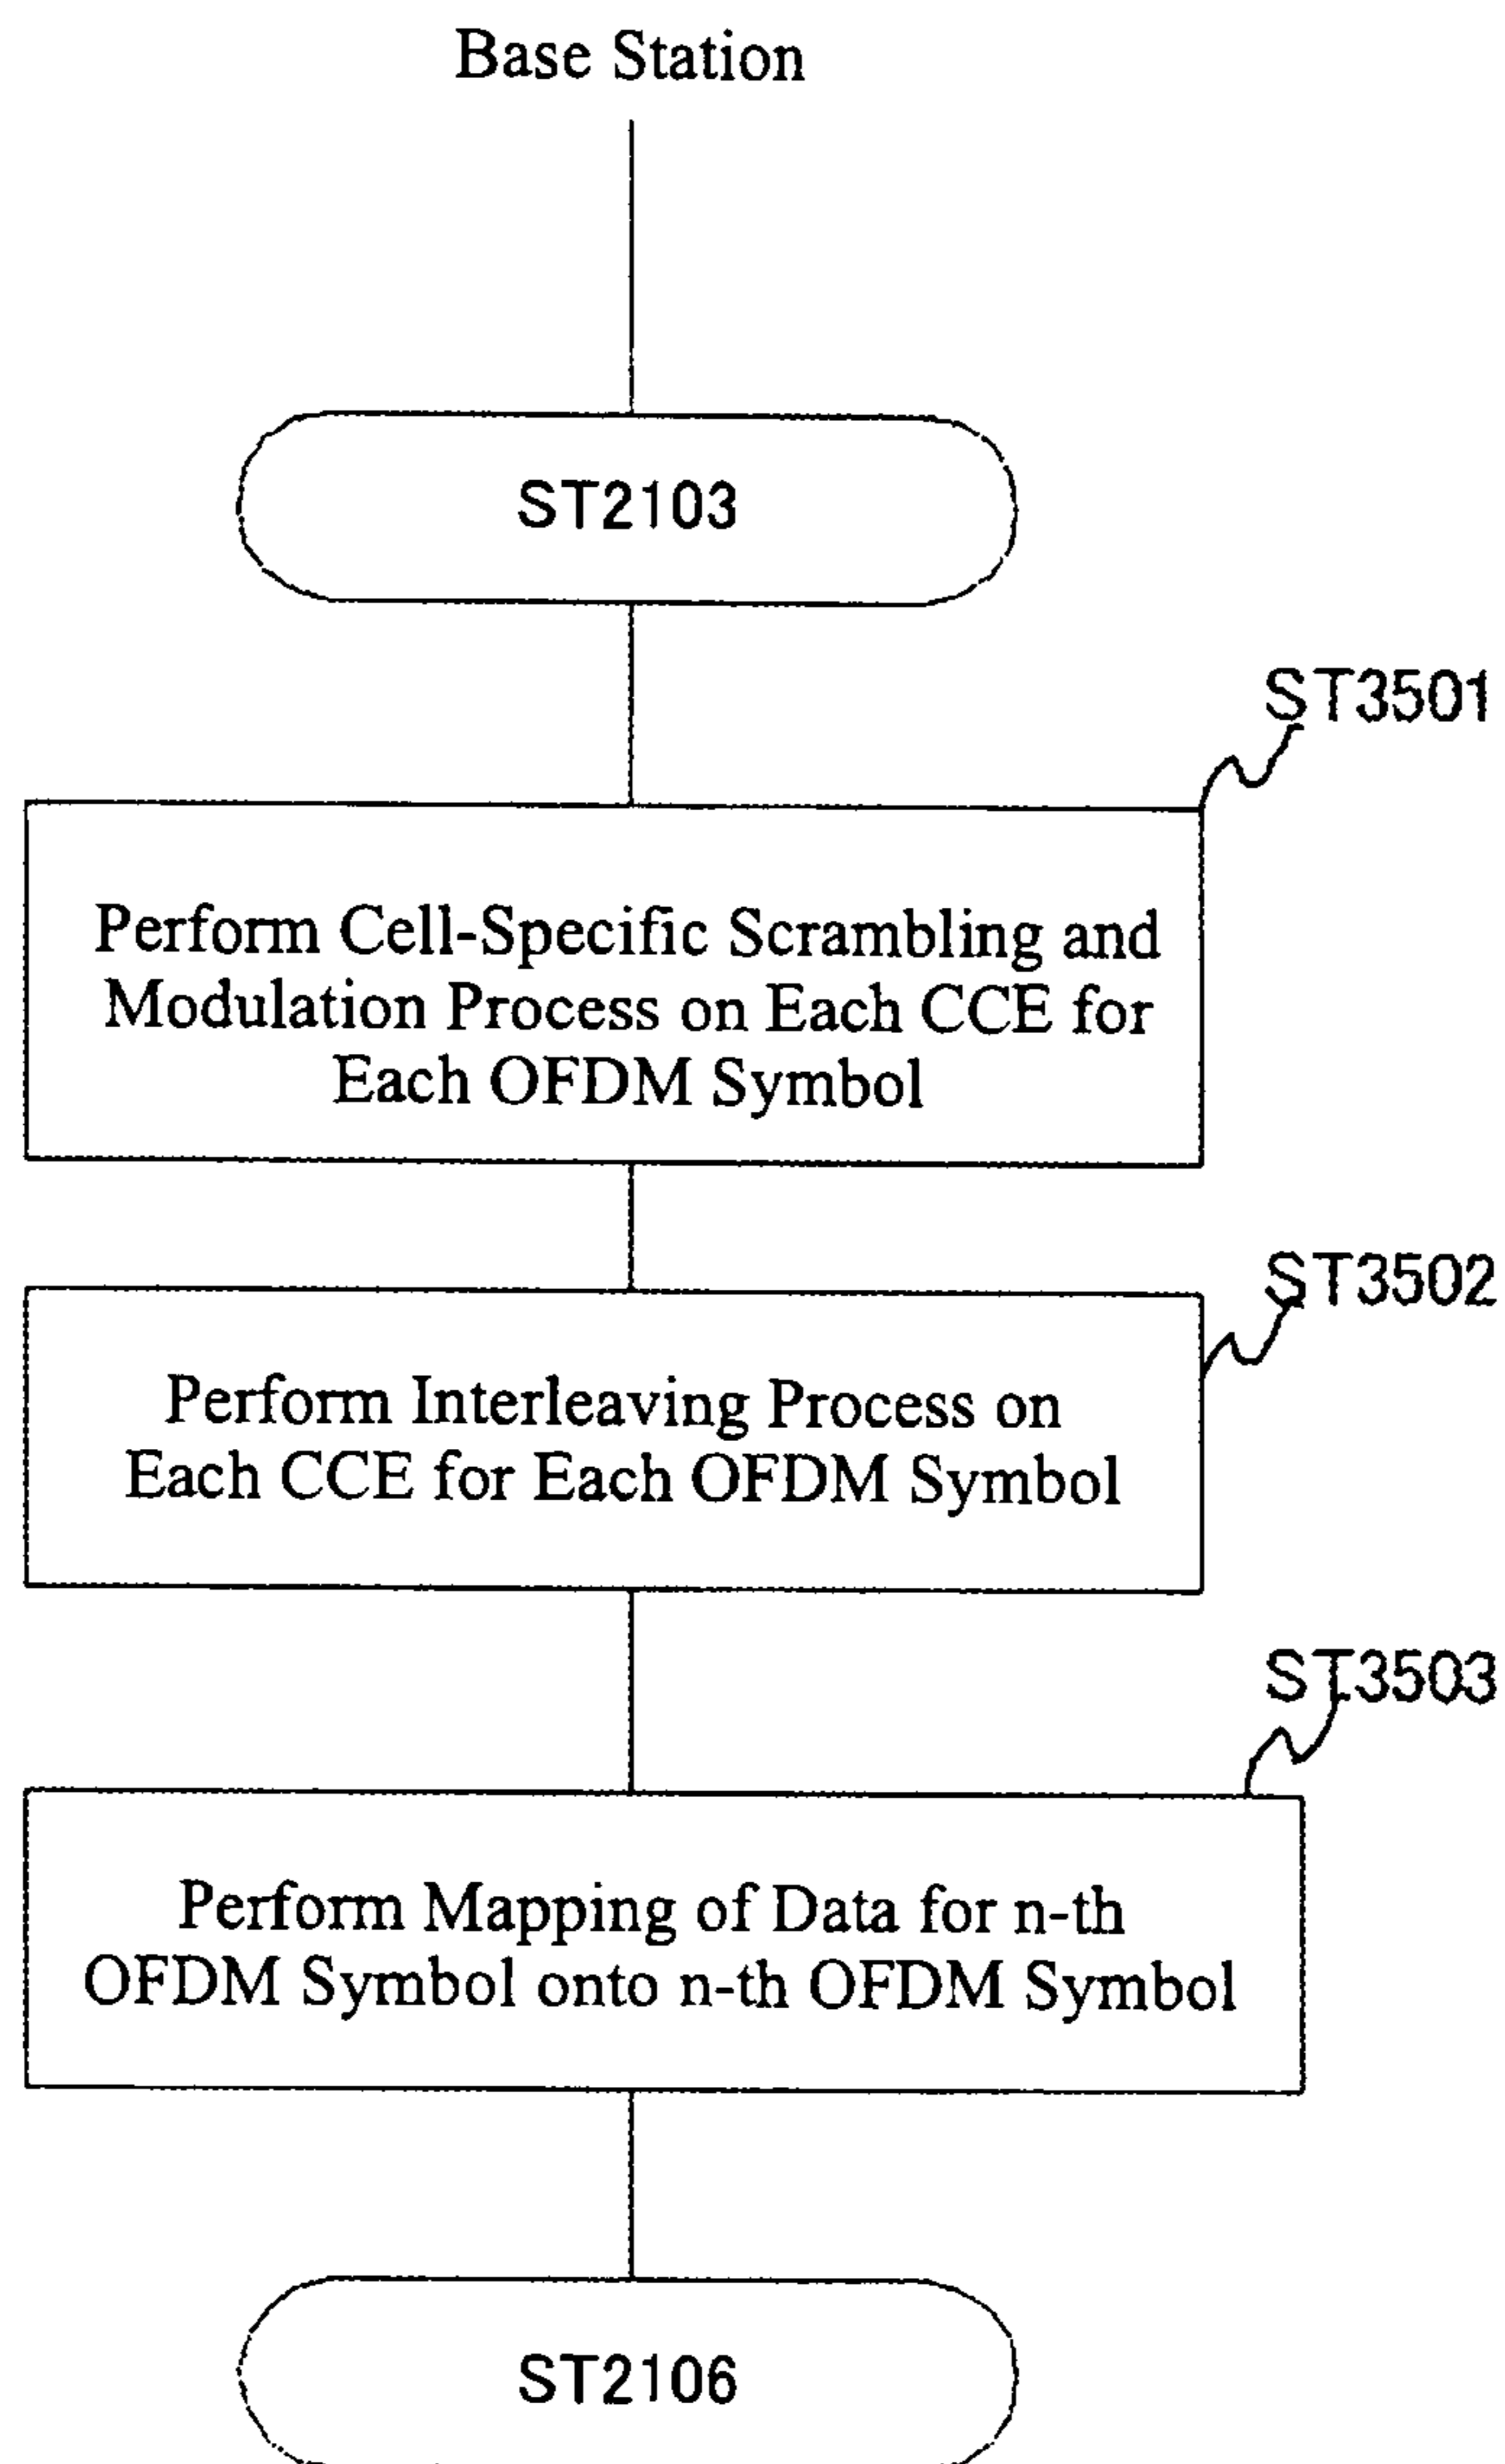 Base Station
ST2103
ST3501
Perform Cell-Specific Scrambling and
Modulation Process on Each CCE for
Each OFDM Symbol
ST3502
Perform Interleaving Process on
Each CCE for Each OFDM Symbol
ST3503
Perform Mapping of Data for n-th
OFDM Symbol onto n-th OFDM Symbol
ST2106